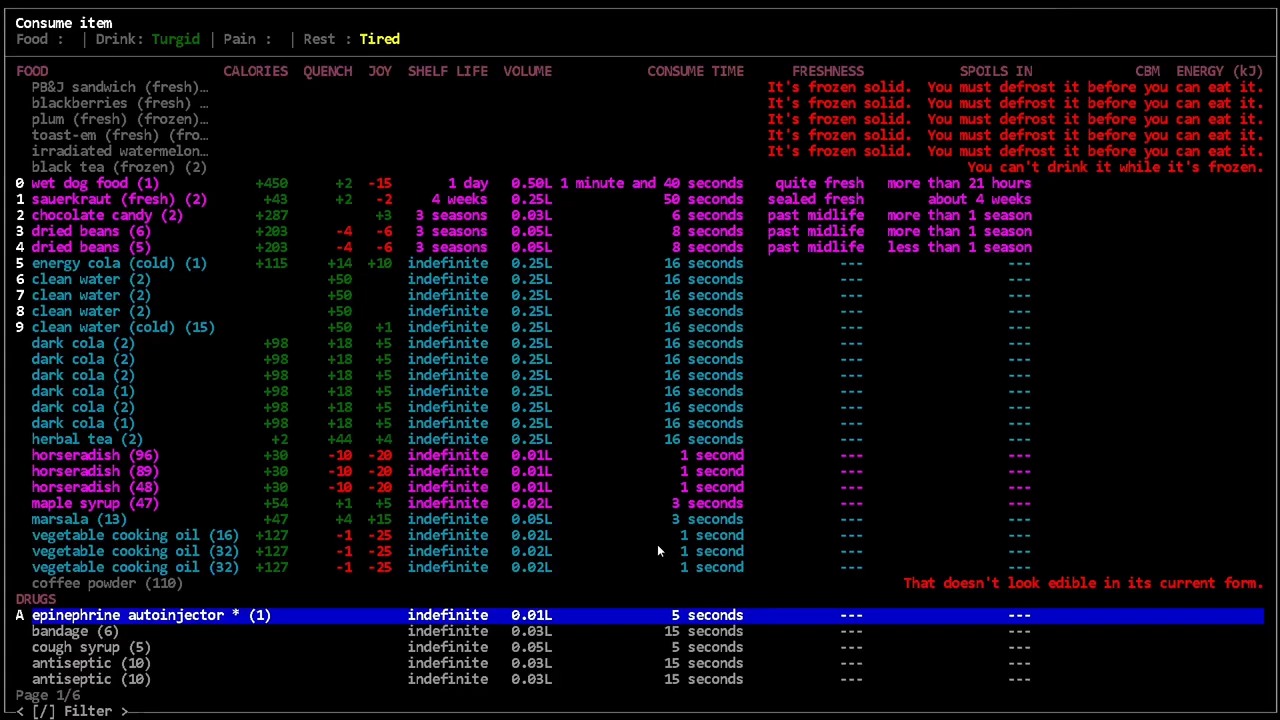 Consume item
Food :  | Drink: Turgid | Pain :  | Rest : Tired
FOOD CALORIES QUENCH JOY SHELF LIFE VOLUME CONSUME TIME FRESHNESS SPOILS IN CBM ENERGY (kJ)
PB&J sandwich (fresh)… It's frozen solid. You must defrost it before you can eat it.
blackberries (fresh) … It's frozen solid. You must defrost it before you can eat it.
plum (fresh) (frozen)… It's frozen solid. You must defrost it before you can eat it.
toast-em (fresh) (fro… It's frozen solid. You must defrost it before you can eat it.
irradiated watermelon… It's frozen solid. You must defrost it before you can eat it.
black tea (frozen) (2) You can't drink it while it's frozen.
0 wet dog food (1) +450 +2 -15 1 day 0.50L 1 minute and 40 seconds quite fresh more than 21 hours
1 sauerkraut (fresh) (2) +43 +2 -2 4 weeks 0.25L 50 seconds sealed fresh about 4 weeks
2 chocolate candy (2) +287 +3 3 seasons 0.03L 6 seconds past midlife more than 1 season
3 dried beans (6) +203 -4 -6 3 seasons 0.05L 8 seconds past midlife more than 1 season
4 dried beans (5) +203 -4 -6 3 seasons 0.05L 8 seconds past midlife less than 1 season
5 energy cola (cold) (1) +115 +14 +10 indefinite 0.25L 16 seconds --- ---
6 clean water (2) +50 indefinite 0.25L 16 seconds --- ---
7 clean water (2) +50 indefinite 0.25L 16 seconds --- ---
8 clean water (2) +50 indefinite 0.25L 16 seconds --- ---
9 clean water (cold) (15) +50 +1 indefinite 0.25L 16 seconds --- ---
dark cola (2) +98 +18 +5 indefinite 0.25L 16 seconds --- ---
dark cola (2) +98 +18 +5 indefinite 0.25L 16 seconds --- ---
dark cola (2) +98 +18 +5 indefinite 0.25L 16 seconds --- ---
dark cola (1) +98 +18 +5 indefinite 0.25L 16 seconds --- ---
dark cola (2) +98 +18 +5 indefinite 0.25L 16 seconds --- ---
dark cola (1) +98 +18 +5 indefinite 0.25L 16 seconds --- ---
herbal tea (2) +2 +44 +4 indefinite 0.25L 16 seconds --- ---
horseradish (96) +30 -10 -20 indefinite 0.01L 1 second --- ---
horseradish (89) +30 -10 -20 indefinite 0.01L 1 second --- ---
horseradish (48) +30 -10 -20 indefinite 0.01L 1 second --- ---
maple syrup (47) +54 +1 +5 indefinite 0.02L 3 seconds --- ---
marsala (13) +47 +4 +15 indefinite 0.05L 3 seconds --- ---
vegetable cooking oil (16) +127 -1 -25 indefinite 0.02L 1 second --- ---
vegetable cooking oil (32) +127 -1 -25 indefinite 0.02L 1 second --- ---
vegetable cooking oil (32) +127 -1 -25 indefinite 0.02L 1 second --- ---
coffee powder (110) That doesn't look edible in its current form.
DRUGS
A epinephrine autoinjector * (1) indefinite 0.01L 5 seconds --- ---
bandage (6) indefinite 0.03L 15 seconds --- ---
cough syrup (5) indefinite 0.05L 5 seconds --- ---
antiseptic (10) indefinite 0.03L 15 seconds --- ---
antiseptic (10) indefinite 0.03L 15 seconds --- ---
Page 1/6
< [/] Filter >